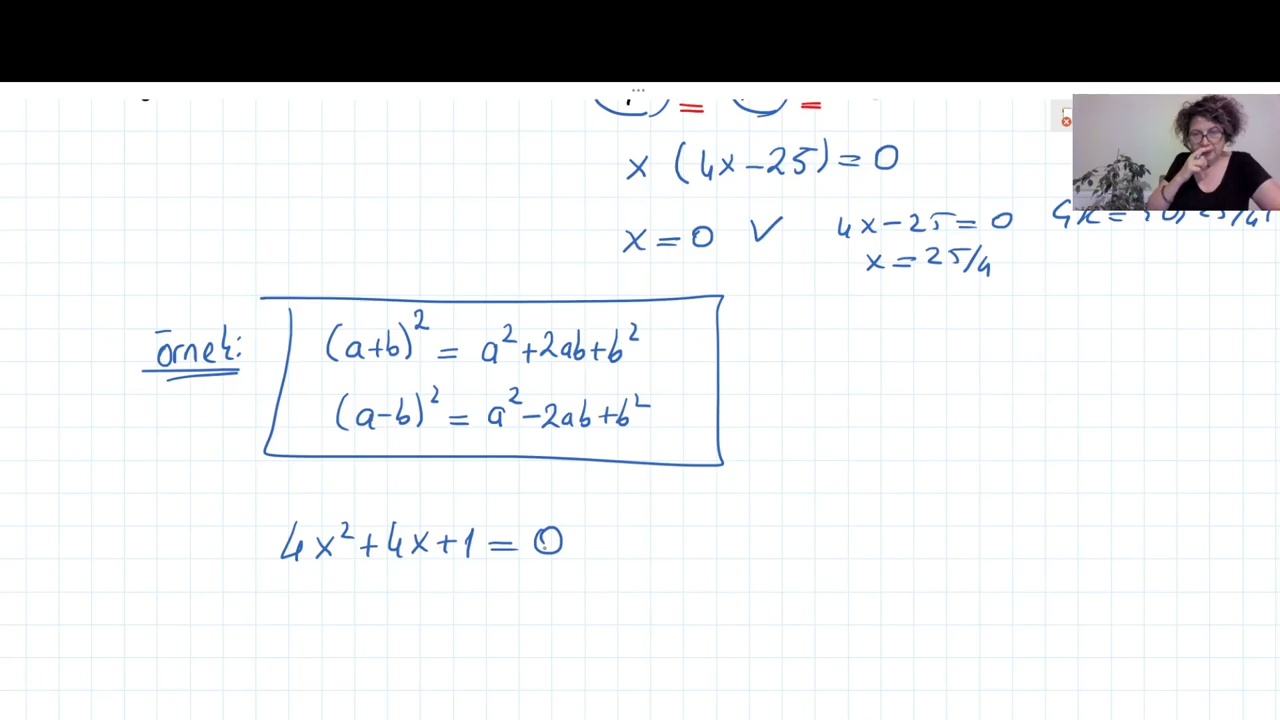 x (4x-25)=0
x=0 ✓ 4x-25=0
x=25/4
Örnek: (a+b)² = a²+2ab+b²
(a-b)² = a²-2ab+b²
4x²+4x+1=0